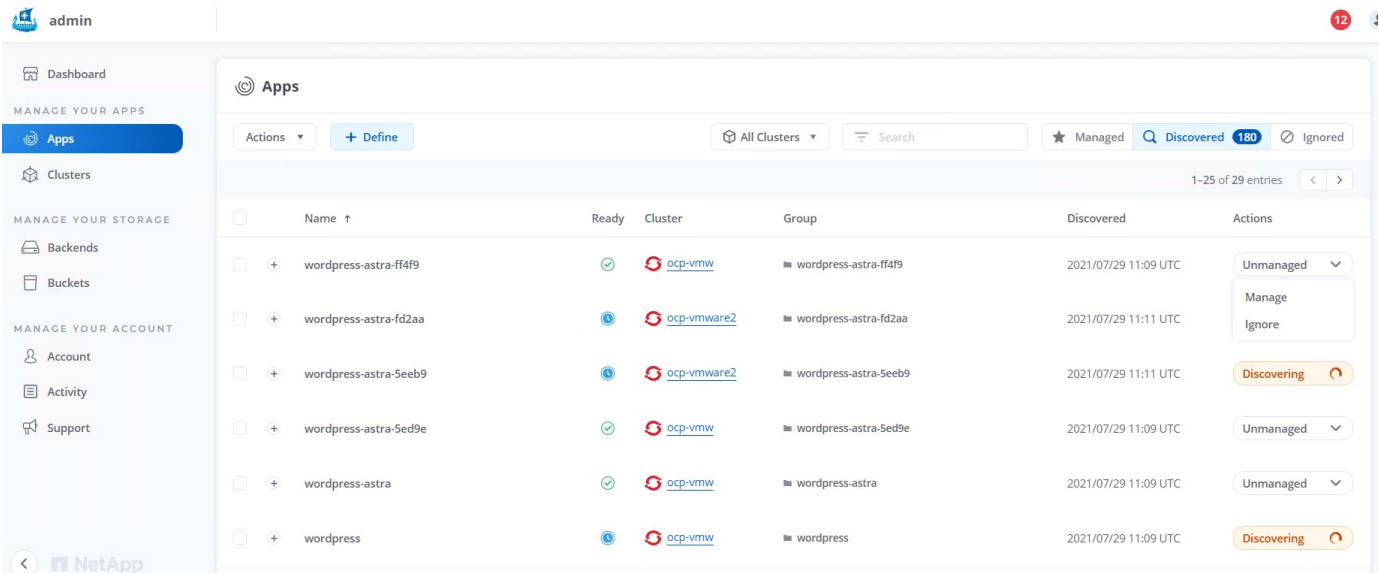 admin
12
Dashboard
MANAGE YOUR APPS
Apps
Clusters
MANAGE YOUR STORAGE
Backends
Buckets
MANAGE YOUR ACCOUNT
Account
Activity
Support
NetApp
Apps
Actions + Define All Clusters Search Managed Discovered 180 Ignored
1–25 of 29 entries < >
Name ↑ Ready Cluster Group Discovered Actions
+ wordpress-astra-ff4f9 ocp-vmw wordpress-astra-ff4f9 2021/07/29 11:09 UTC Unmanaged
Manage
Ignore
+ wordpress-astra-fd2aa ocp-vmware2 wordpress-astra-fd2aa 2021/07/29 11:11 UTC
+ wordpress-astra-5eeb9 ocp-vmware2 wordpress-astra-5eeb9 2021/07/29 11:11 UTC Discovering
+ wordpress-astra-5ed9e ocp-vmw wordpress-astra-5ed9e 2021/07/29 11:09 UTC Unmanaged
+ wordpress-astra ocp-vmw wordpress-astra 2021/07/29 11:09 UTC Unmanaged
+ wordpress ocp-vmw wordpress 2021/07/29 11:09 UTC Discovering